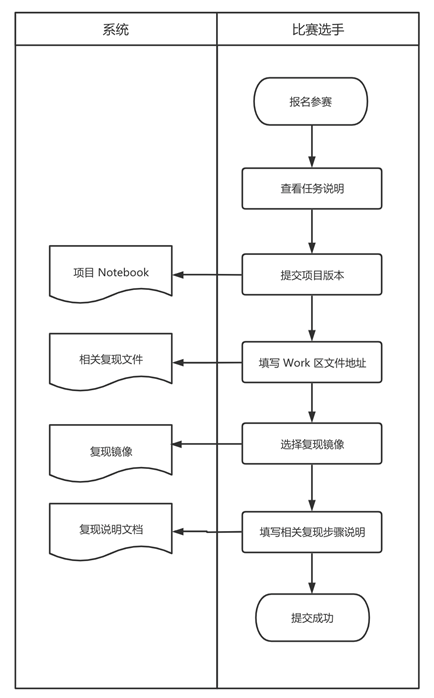 系统
比赛选手
报名参赛
查看任务说明
项目 Notebook
提交项目版本
相关复现文件
填写 Work 区文件地址
复现镜像
选择复现镜像
复现说明文档
填写相关复现步骤说明
提交成功